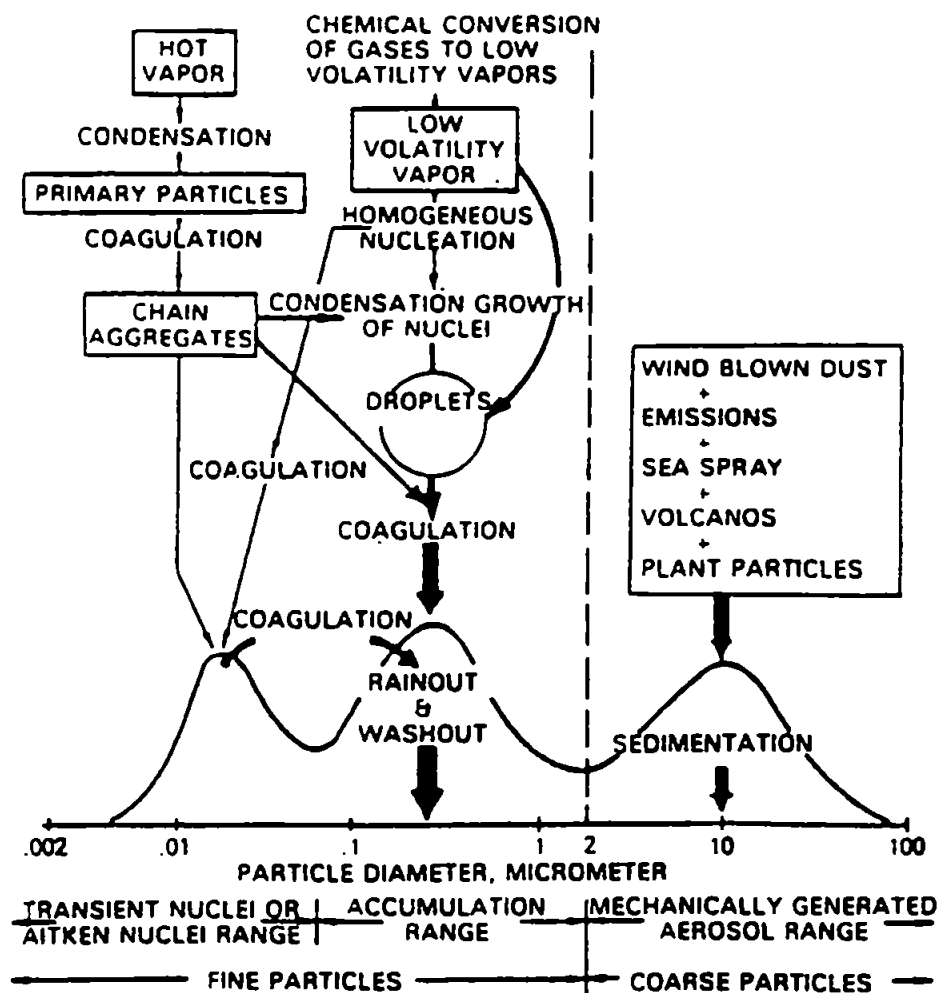 CHEMICAL CONVERSION
OF GASES TO LOW
VOLATILITY VAPORS
HOT
VAPOR
CONDENSATION
PRIMARY PARTICLES
COAGULATION
CHAIN
AGGREGATES
LOW
VOLATILITY
VAPOR
HOMOGENEOUS
NUCLEATION
CONDENSATION GROWTH
OF NUCLEI
DROPLETS
COAGULATION
COAGULATION
COAGULATION
RAINOUT
&
WASHOUT
WIND BLOWN DUST
+
EMISSIONS
+
SEA SPRAY
+
VOLCANOS
+
PLANT PARTICLES
SEDIMENTATION
.002 .01 .1 1 2 10 100
PARTICLE DIAMETER, MICROMETER
TRANSIENT NUCLEI OR
AITKEN NUCLEI RANGE
ACCUMULATION
RANGE
MECHANICALLY GENERATED
AEROSOL RANGE
FINE PARTICLES
COARSE PARTICLES